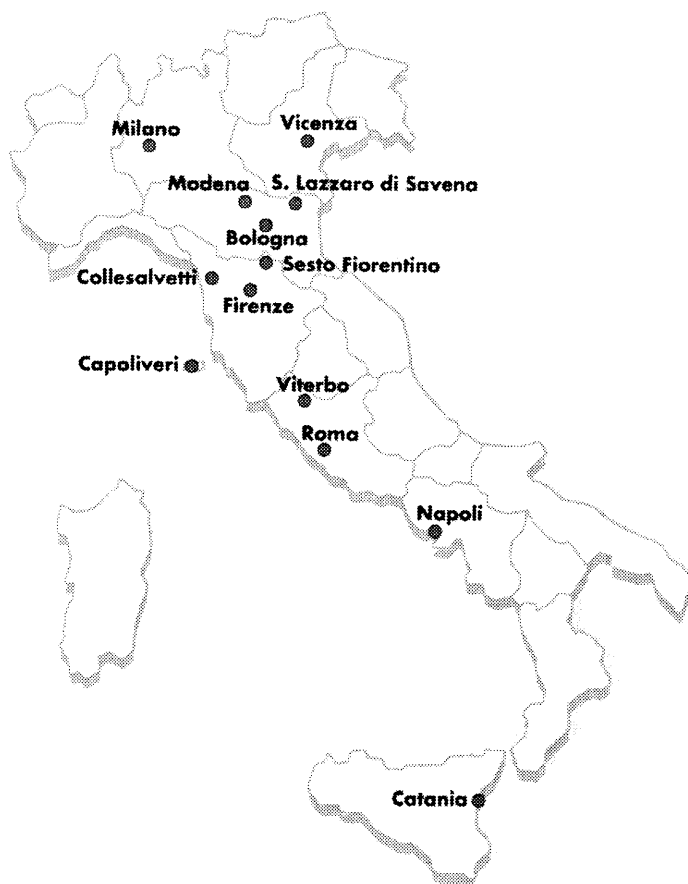 Milano
Vicenza
Modena
S. Lazzaro di Savena
Bologna
Sesto Fiorentino
Collesalvetti
Firenze
Capoliveri
Viterbo
Roma
Napoli
Catania